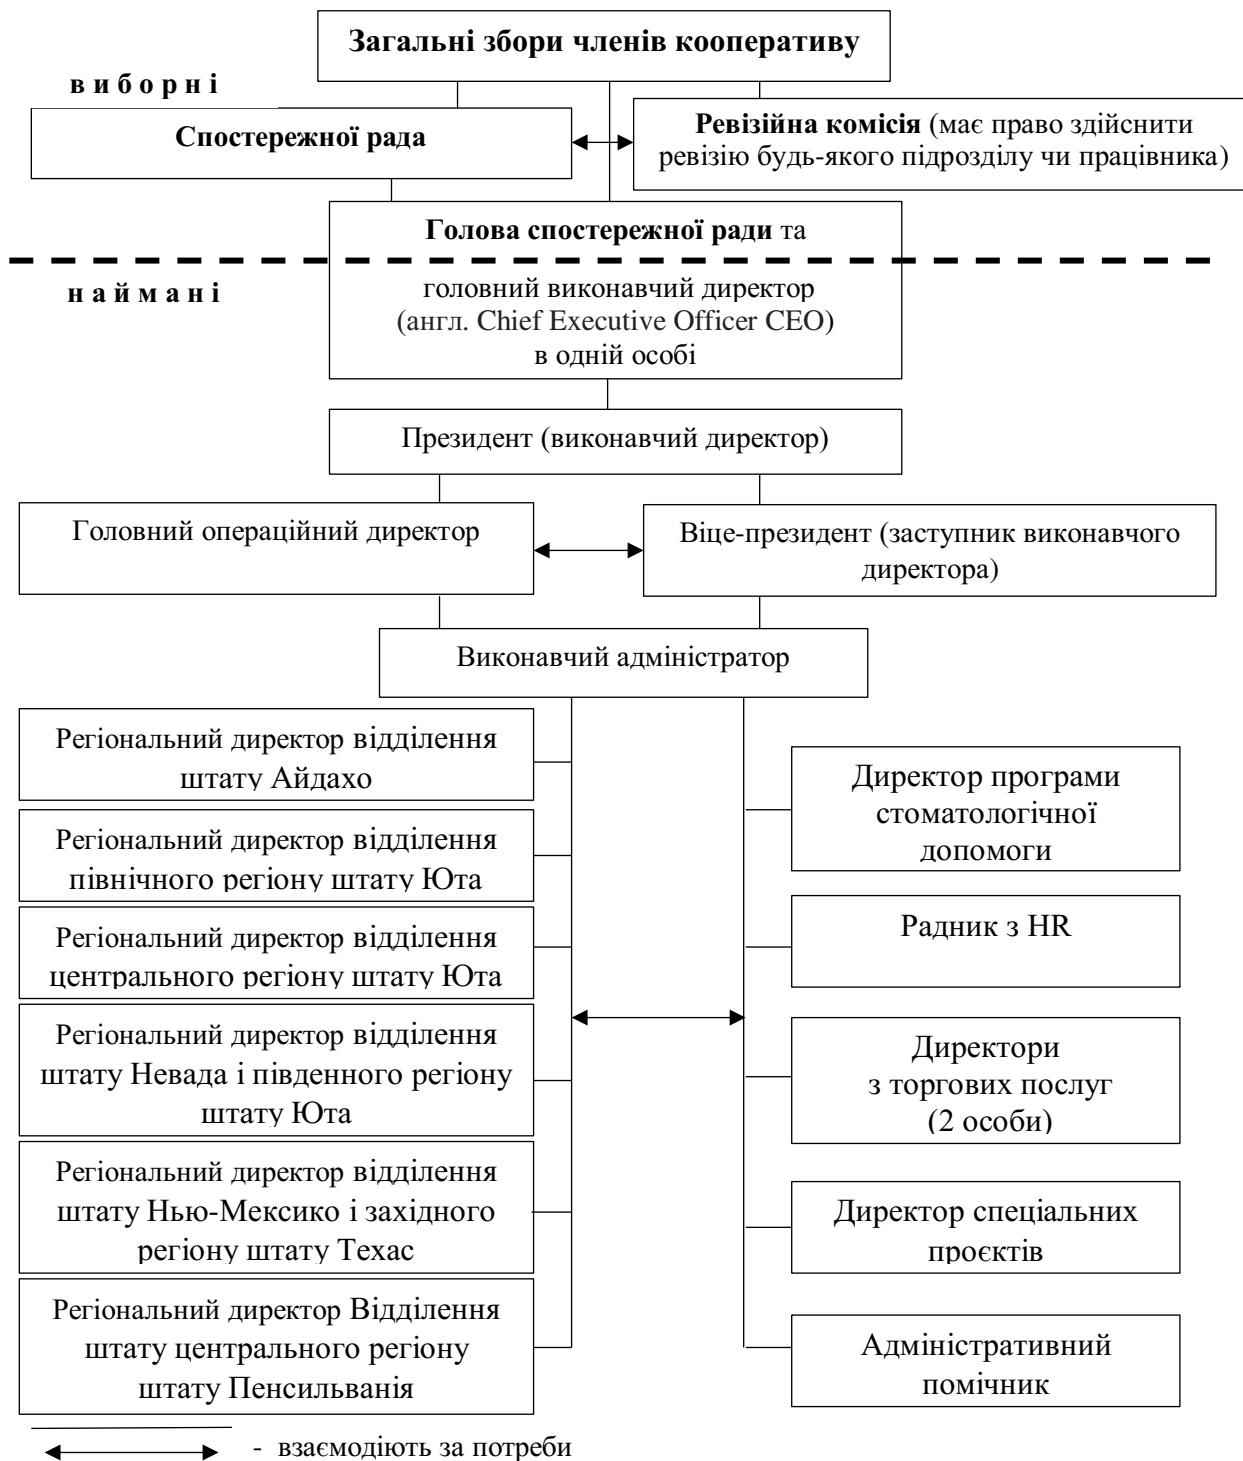 Загальні збори членів кооперативу
виборні
Спостережної рада
Ревізійна комісія (має право здійснити
ревізію будь-якого підрозділу чи працівника)
Голова спостережної ради та
наймані
головний виконавчий директор
(англ. Chief Executive Officer CEO)
в одній особі
Президент (виконавчий директор)
Головний операційний директор
Віце-президент (заступник виконавчого
директора)
Виконавчий адміністратор
Регіональний директор відділення
штату Айдахо
Регіональний директор відділення
північного регіону штату Юта
Регіональний директор відділення
центрального регіону штату Юта
Регіональний директор відділення
штату Невада і південного регіону
штату Юта
Регіональний директор відділення
штату Нью-Мексико і західного
регіону штату Техас
Регіональний директор Відділення
штату центрального регіону
штату Пенсильванія
Директор програми
стоматологічної
допомоги
Радник з HR
Директори
з торгових послуг
(2 особи)
Директор спеціальних
проєктів
Адміністративний
помічник
- взаємодіють за потреби